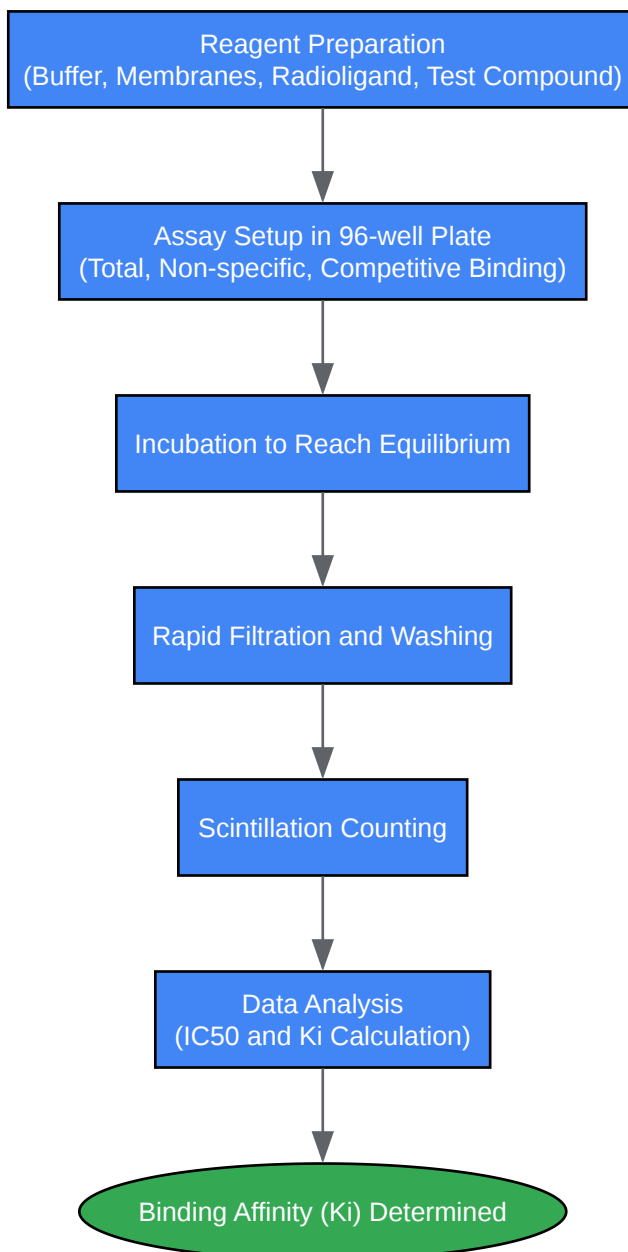 Reagent Preparation
(Buffer, Membranes, Radioligand, Test Compound)
Assay Setup in 96-well Plate
(Total, Non-specific, Competitive Binding)
Incubation to Reach Equilibrium
Rapid Filtration and Washing
Scintillation Counting
Data Analysis
(IC50 and Ki Calculation)
Binding Affinity (Ki) Determined